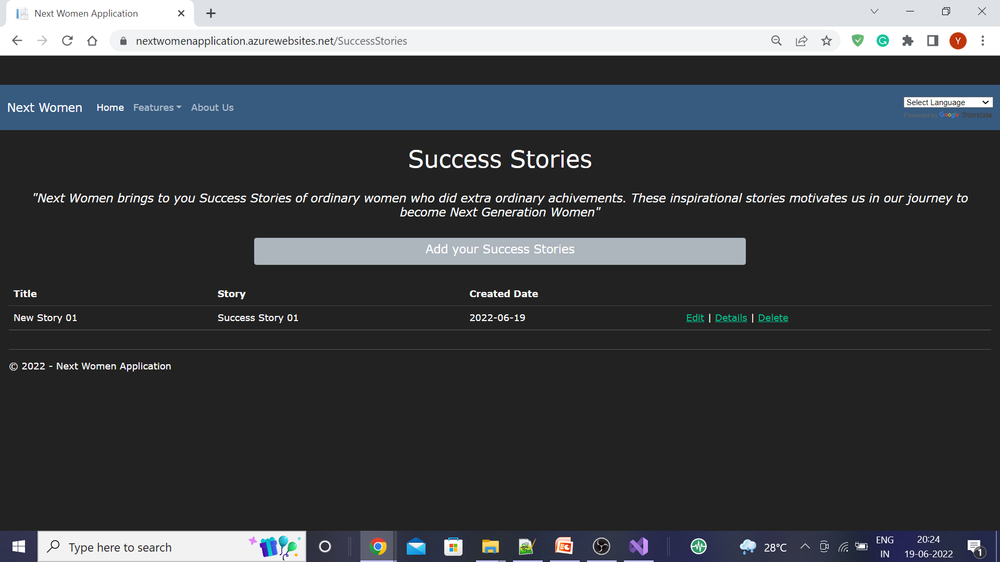 Next Women Application
nextwomenapplication.azurewebsites.net/SuccessStories
Y
Next Women Home Features About Us
Select Language
Powered by Google Translate
Success Stories
"Next Women brings to you Success Stories of ordinary women who did extra ordinary achivements. These inspirational stories motivates us in our journey to
become Next Generation Women"
Add your Success Stories
Title Story Created Date
New Story 01 Success Story 01 2022-06-19 Edit | Details | Delete
© 2022 - Next Women Application
Type here to search
28°C
ENG
IN
20:24
19-06-2022
1